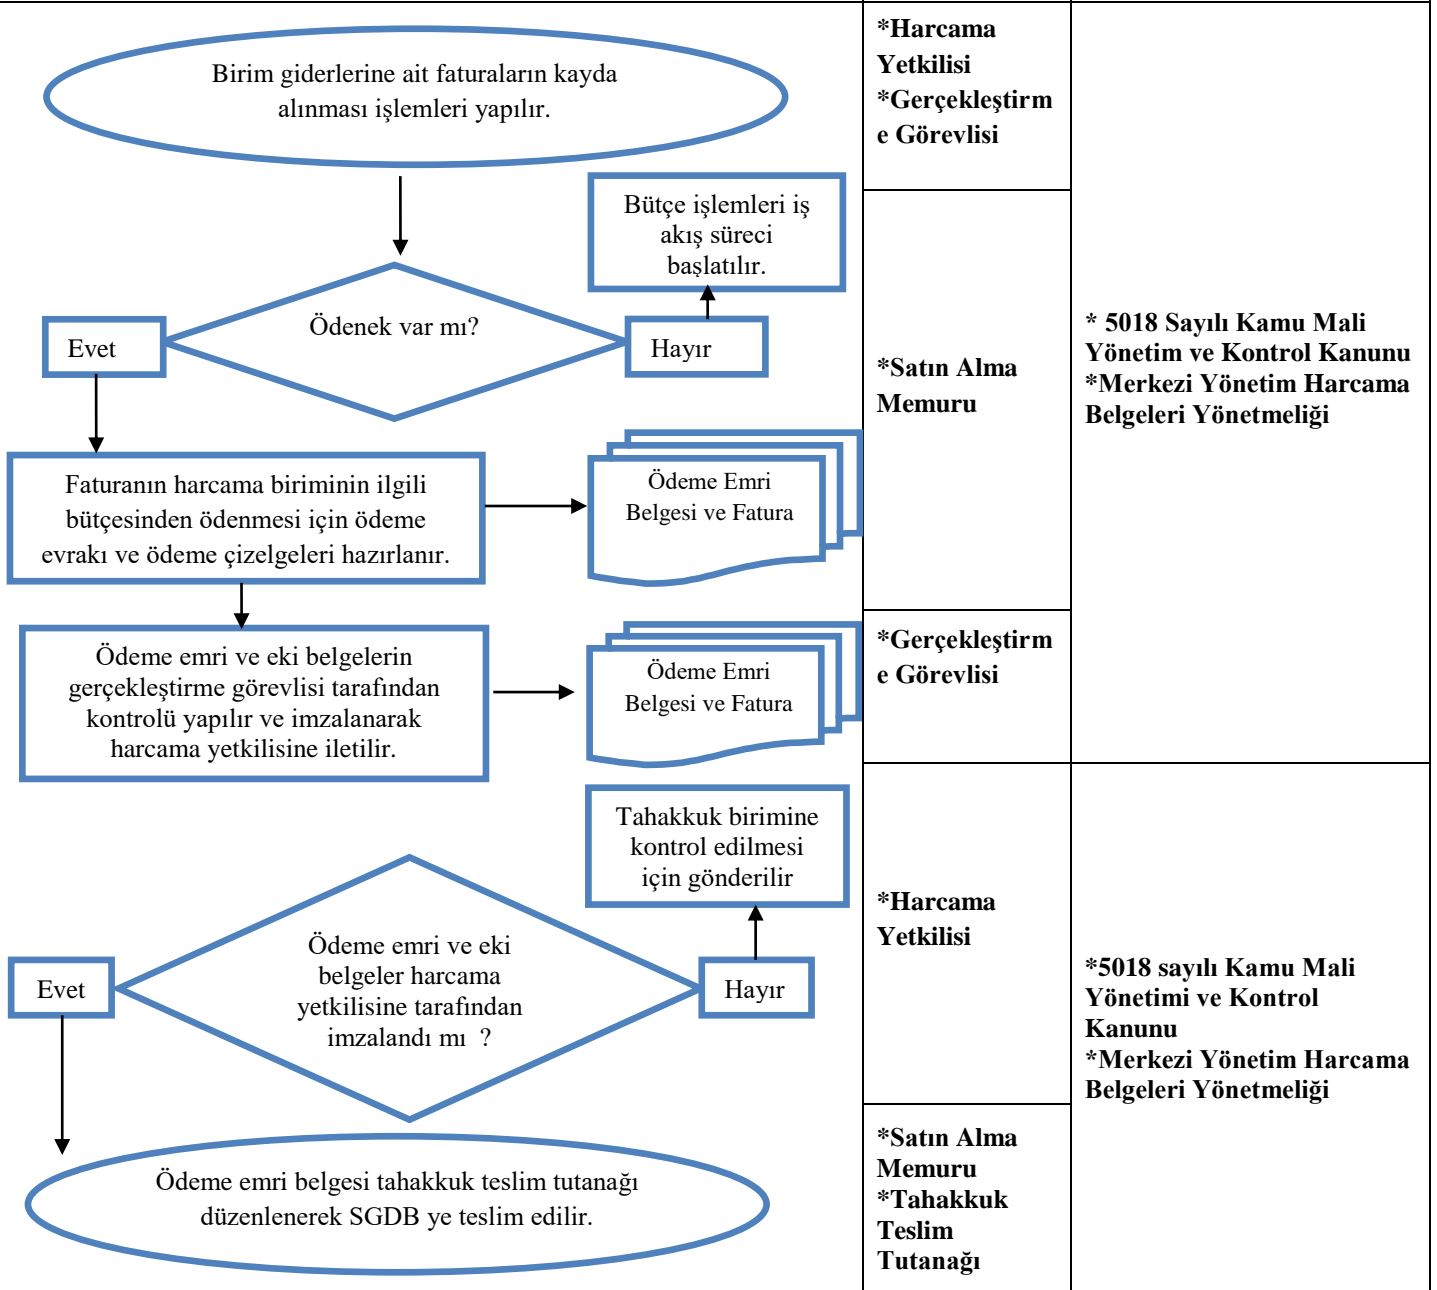 Birim giderlerine ait faturaların kayda
alınması işlemleri yapılır.
Bütçe işlemleri iş
akış süreci
başlatılır.
Ödenek var mı?
Evet
Hayır
Faturanın harcama biriminin ilgili
bütçesinden ödenmesi için ödeme
evrakı ve ödeme çizelgeleri hazırlanır.
Ödeme Emri
Belgesi ve Fatura
Ödeme emri ve eki belgelerin
gerçekleştirme görevlisi tarafından
kontrolü yapılır ve imzalanarak
harcama yetkilisine iletilir.
Ödeme Emri
Belgesi ve Fatura
Tahakkuk birimine
kontrol edilmesi
için gönderilir
Ödeme emri ve eki
belgeler harcama
yetkilisine tarafından
imzalandı mı ?
Evet
Hayır
Ödeme emri belgesi tahakkuk teslim tutanağı
düzenlenerek SGDB ye teslim edilir.
*Harcama
Yetkilisi
*Gerçekleştirm
e Görevlisi
*Satın Alma
Memuru
*Gerçekleştirm
e Görevlisi
*Harcama
Yetkilisi
*Satın Alma
Memuru
*Tahakkuk
Teslim
Tutanağı
* 5018 Sayılı Kamu Mali
Yönetim ve Kontrol Kanunu
*Merkezi Yönetim Harcama
Belgeleri Yönetmeliği
*5018 sayılı Kamu Mali
Yönetimi ve Kontrol
Kanunu
*Merkezi Yönetim Harcama
Belgeleri Yönetmeliği